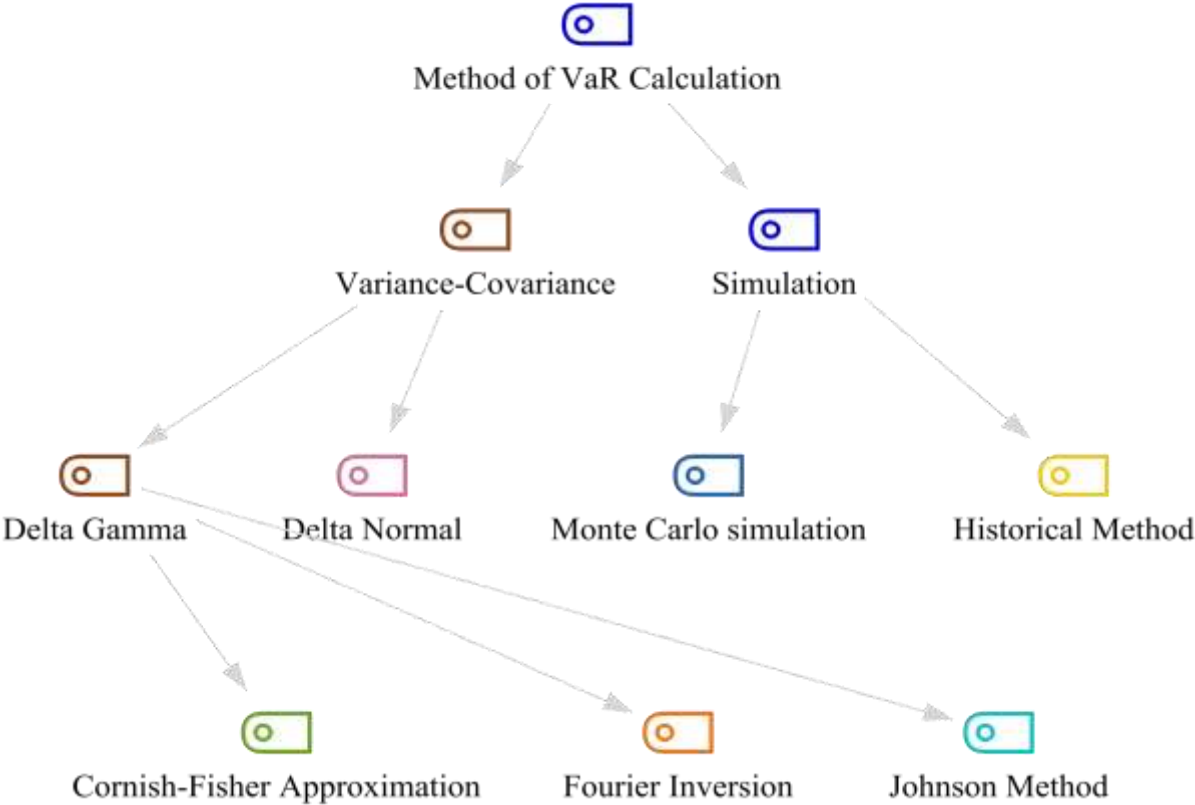 Method of VaR Calculation
Variance-Covariance
Simulation
Delta Gamma
Delta Normal
Monte Carlo simulation
Historical Method
Cornish-Fisher Approximation
Fourier Inversion
Johnson Method